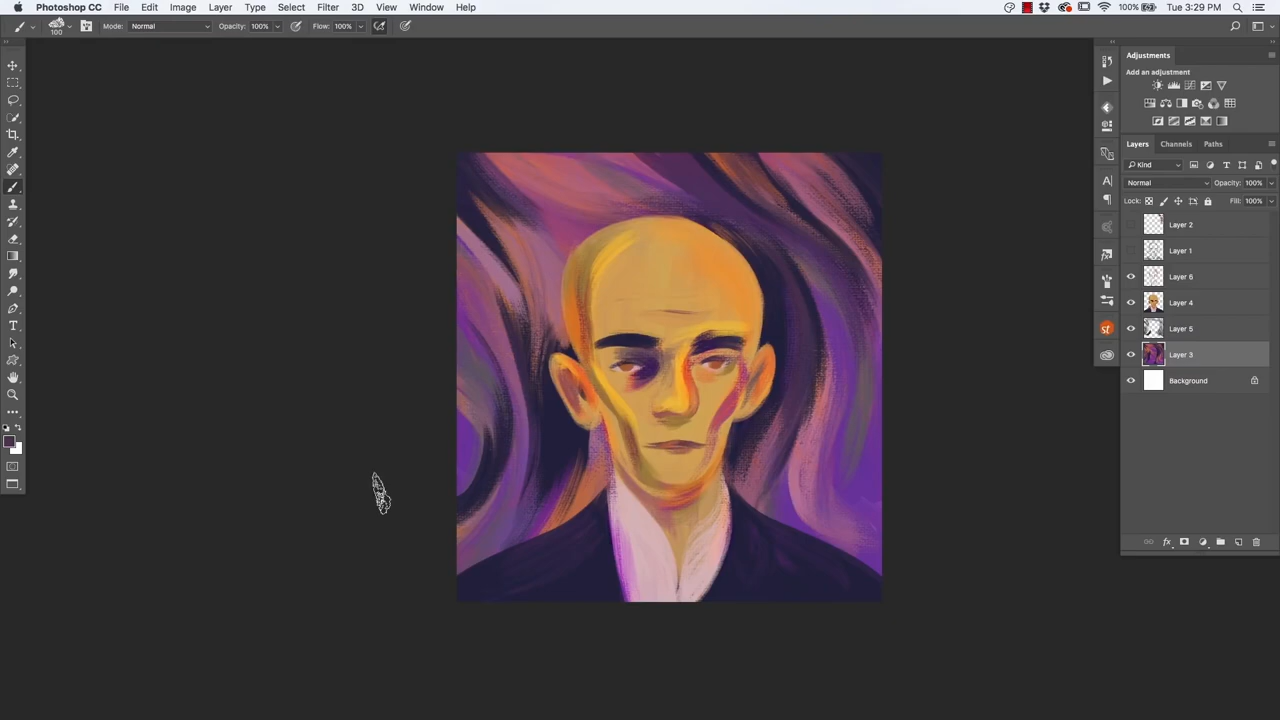 Photoshop CC File Edit Image Layer Type Select Filter 3D View Window Help 100% Tue 3:29 PM
100 Mode: Normal Opacity: 100% Flow: 100%
Adjustments
Add an adjustment
Layers Channels Paths
Kind
Normal Opacity: 100%
Lock: Fill: 100%
Layer 2
Layer 1
Layer 6
Layer 4
Layer 5
Layer 3
Background